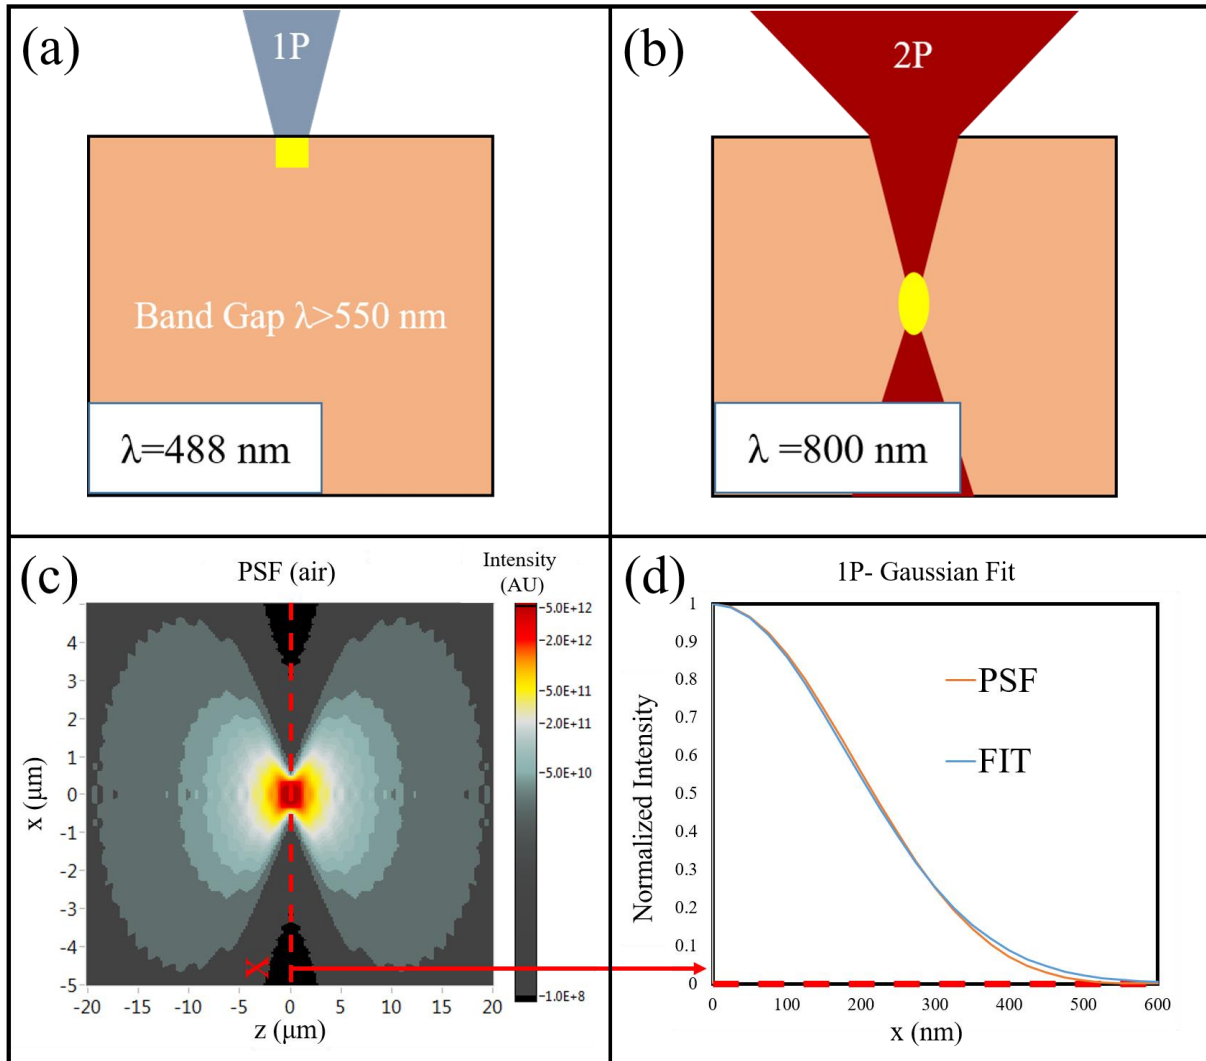 (a)
1P
Band Gap λ>550 nm
λ=488 nm
(b)
2P
λ =800 nm
(c)
PSF (air)
Intensity
(AU)
5.0E+12
2.0E+12
5.0E+11
2.0E+11
5.0E+10
1.0E+8
x (μm)
4
3
2
1
0
-1
-2
-3
-4
-5
-20
-15
-10
-5
0
5
10
15
20
z (μm)
x
(d)
1P- Gaussian Fit
Normalized Intensity
1
0.9
0.8
0.7
0.6
0.5
0.4
0.3
0.2
0.1
0
PSF
FIT
0
100
200
300
400
500
600
x (nm)